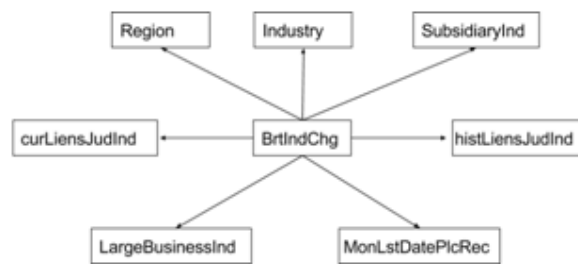 Region
Industry
SubsidiaryInd
curLiensJudInd
BrtIndChg
histLiensJudInd
LargeBusinessInd
MonLstDatePlcRec